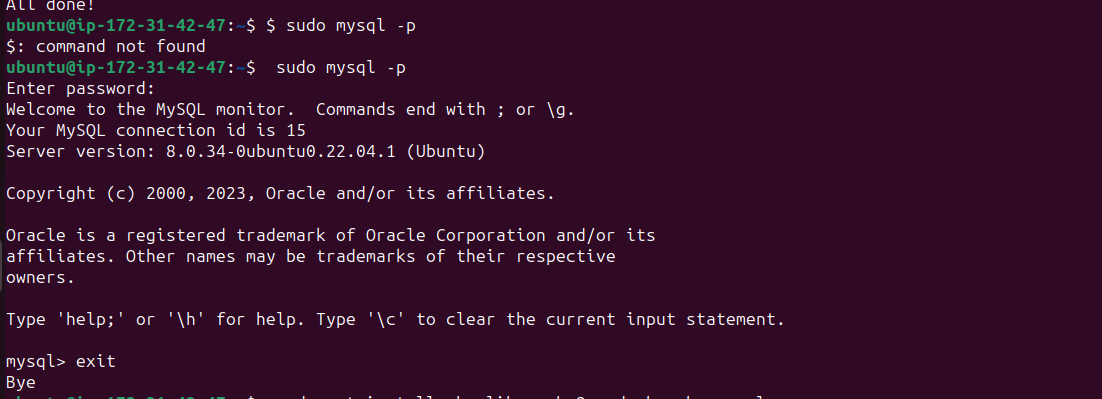 All done!
ubuntu@ip-172-31-42-47:~$ $ sudo mysql -p
$: command not found
ubuntu@ip-172-31-42-47:~$  sudo mysql -p
Enter password:
Welcome to the MySQL monitor.  Commands end with ; or \g.
Your MySQL connection id is 15
Server version: 8.0.34-0ubuntu0.22.04.1 (Ubuntu)
Copyright (c) 2000, 2023, Oracle and/or its affiliates.
Oracle is a registered trademark of Oracle Corporation and/or its
affiliates. Other names may be trademarks of their respective
owners.
Type 'help;' or '\h' for help. Type '\c' to clear the current input statement.
mysql> exit
Bye